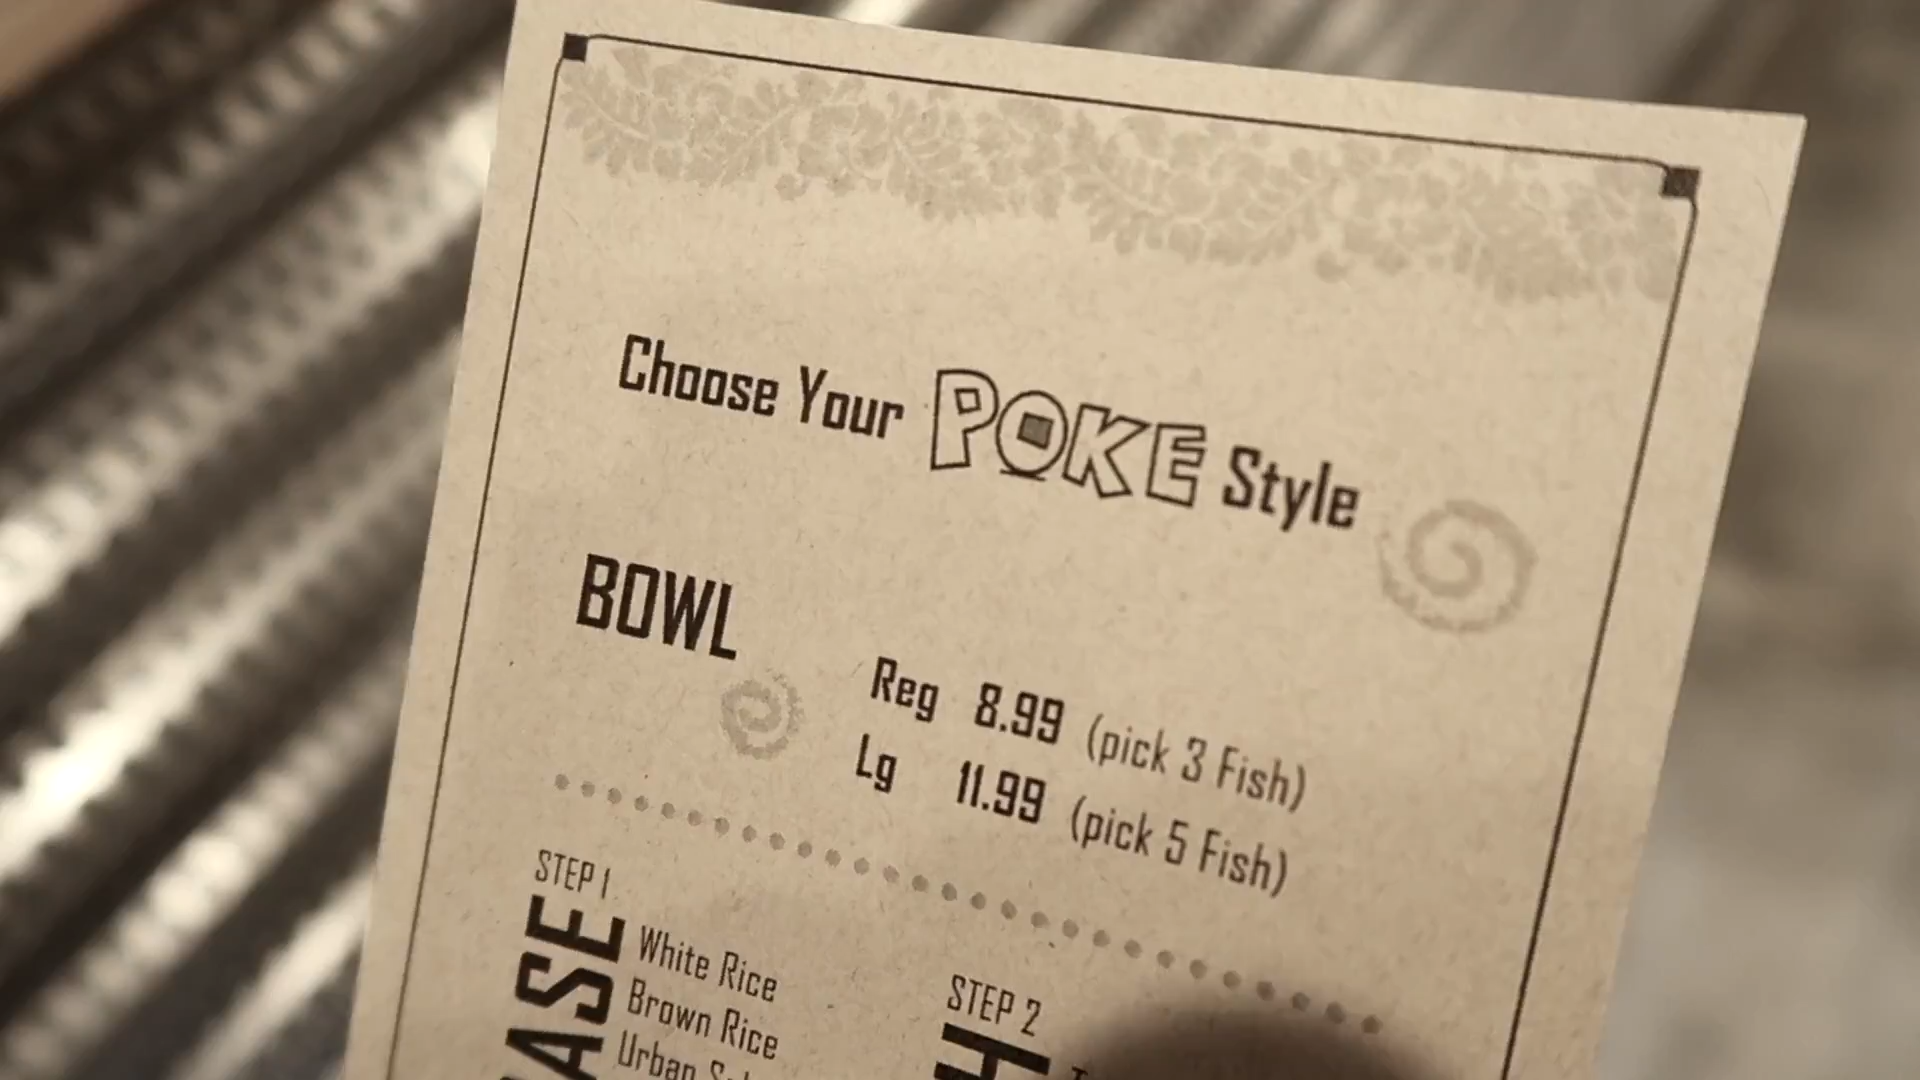 Choose Your POKE Style
BOWL
Reg 8.99 (pick 3 Fish)
Lg 11.99 (pick 5 Fish)
STEP 1
White Rice
Brown Rice
Urban
STEP 2